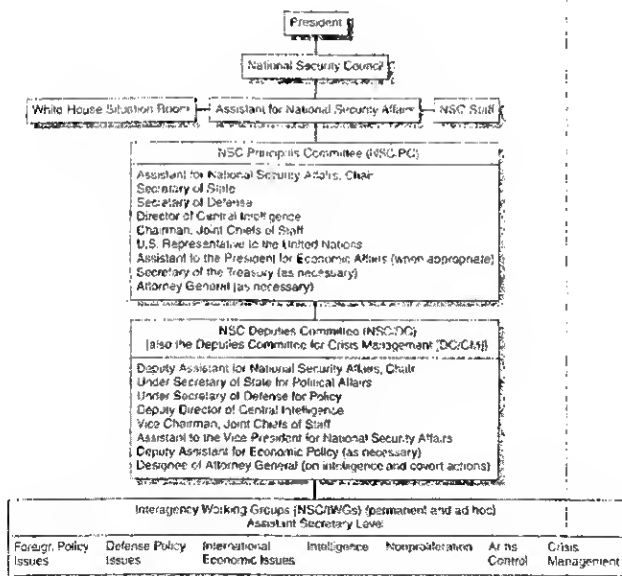 President
National Security Council
White House Situation Room
Assistant for National Security Affairs
NSC Staff
NSC Principals Committee (NSC/PC)
Assistant for National Security Affairs, Chair
Secretary of State
Secretary of Defense
Director of Central Intelligence
Chairman, Joint Chiefs of Staff
U.S. Representative to the United Nations
Assistant to the President for Economic Affairs (when appropriate)
Secretary of the Treasury (as necessary)
Attorney General (as necessary)
NSC Deputies Committee (NSC/DC)
[also the Deputies Committee for Crisis Management (DC/CM)]
Deputy Assistant for National Security Affairs, Chair
Under Secretary of State for Political Affairs
Under Secretary of Defense for Policy
Deputy Director of Central Intelligence
Vice Chairman, Joint Chiefs of Staff
Assistant to the Vice President for National Security Affairs
Deputy Assistant for Economic Policy (as necessary)
Designee of Attorney General (on intelligence and covert actions)
Interagency Working Groups (NSC/IWGs) (permanent and ad hoc)
Assistant Secretary Level
Foreign Policy
Issues
Defense Policy
Issues
International
Economic Issues
Intelligence
Nonproliferation
Arms
Control
Crisis
Management